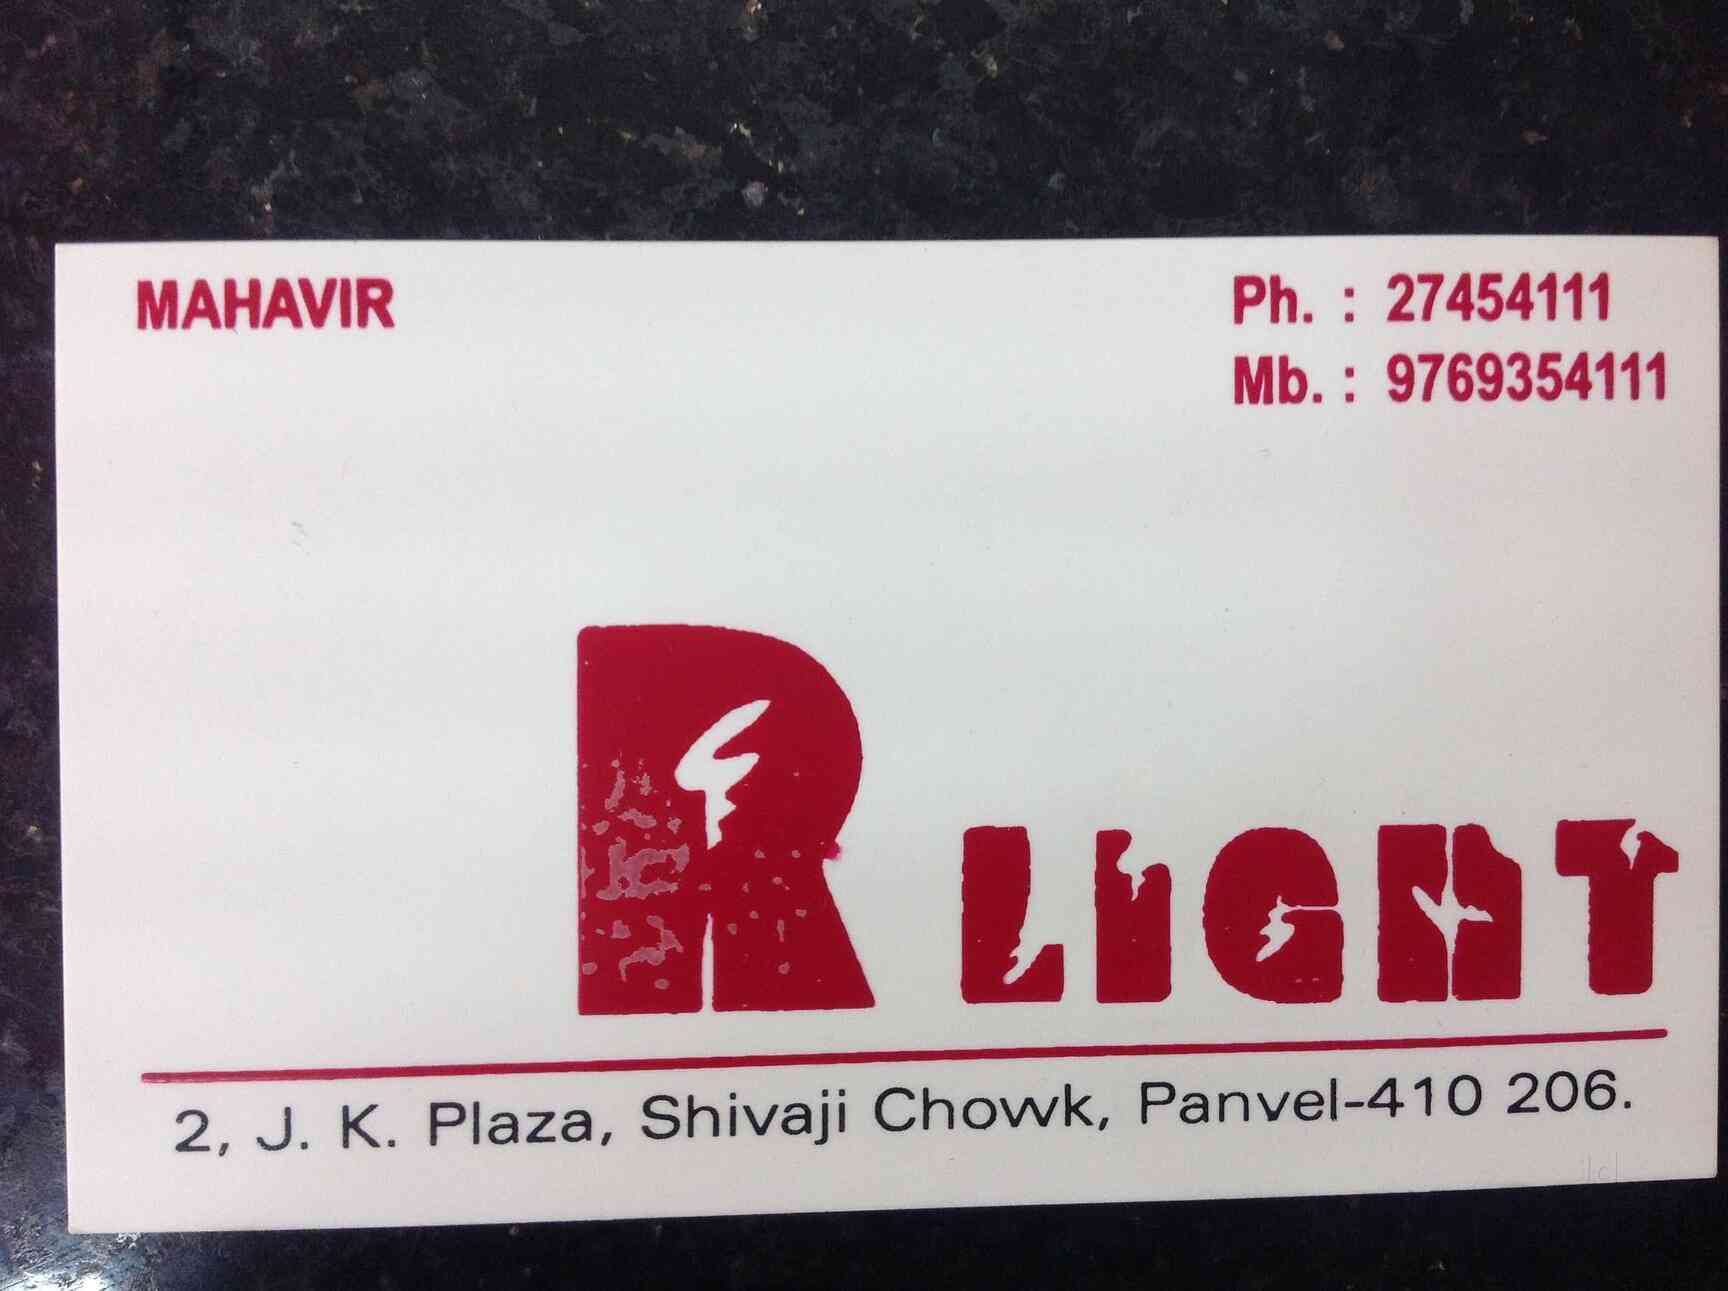 MAHAVIR
Ph. : 27454111
Mb. : 9769354111
R LIGHT
2, J. K. Plaza, Shivaji Chowk, Panvel-410 206.